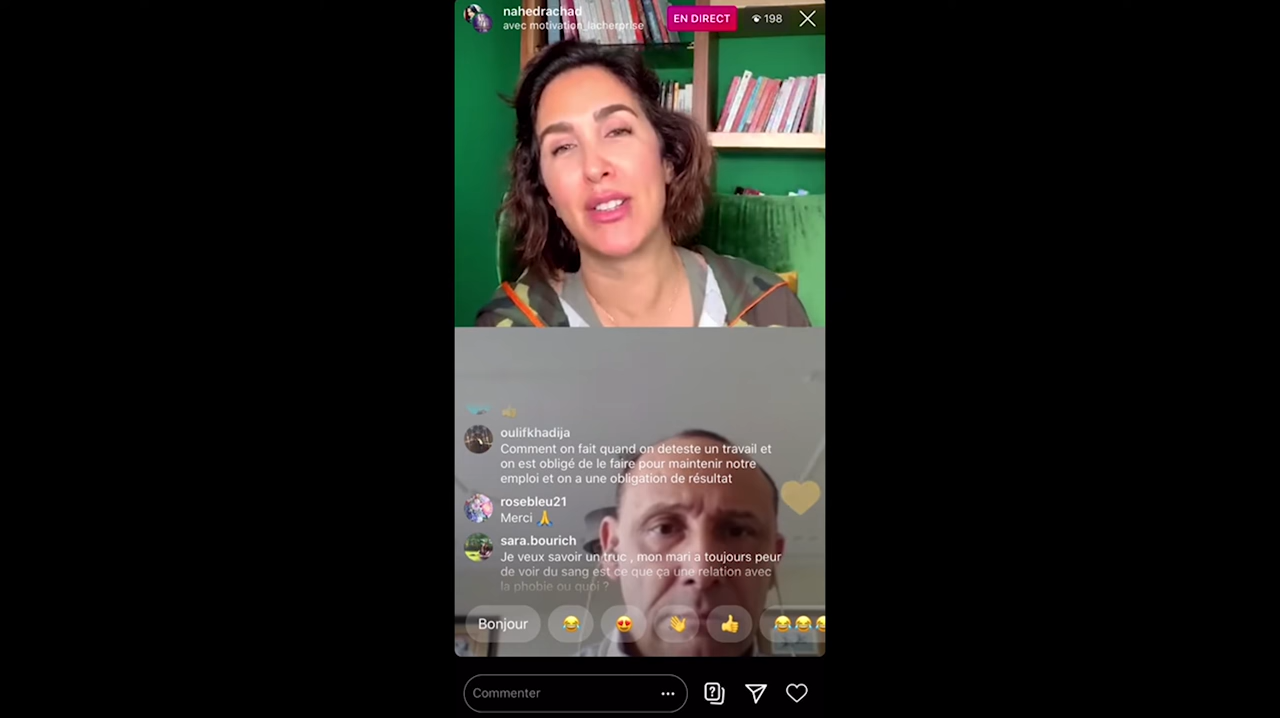 nahedrachad
avec motivation_lacherprise
EN DIRECT
198
oulifkhadija
Comment on fait quand on deteste un travail et
on est obligé de le faire pour maintenir notre
emploi et on a une obligation de résultat
rosebleu21
Merci 🙏
sara.bourich
Je veux savoir un truc , mon mari a toujours peur
de voir du sang est ce que ça une relation avec
la phobie ou quoi ?
Bonjour
Commenter